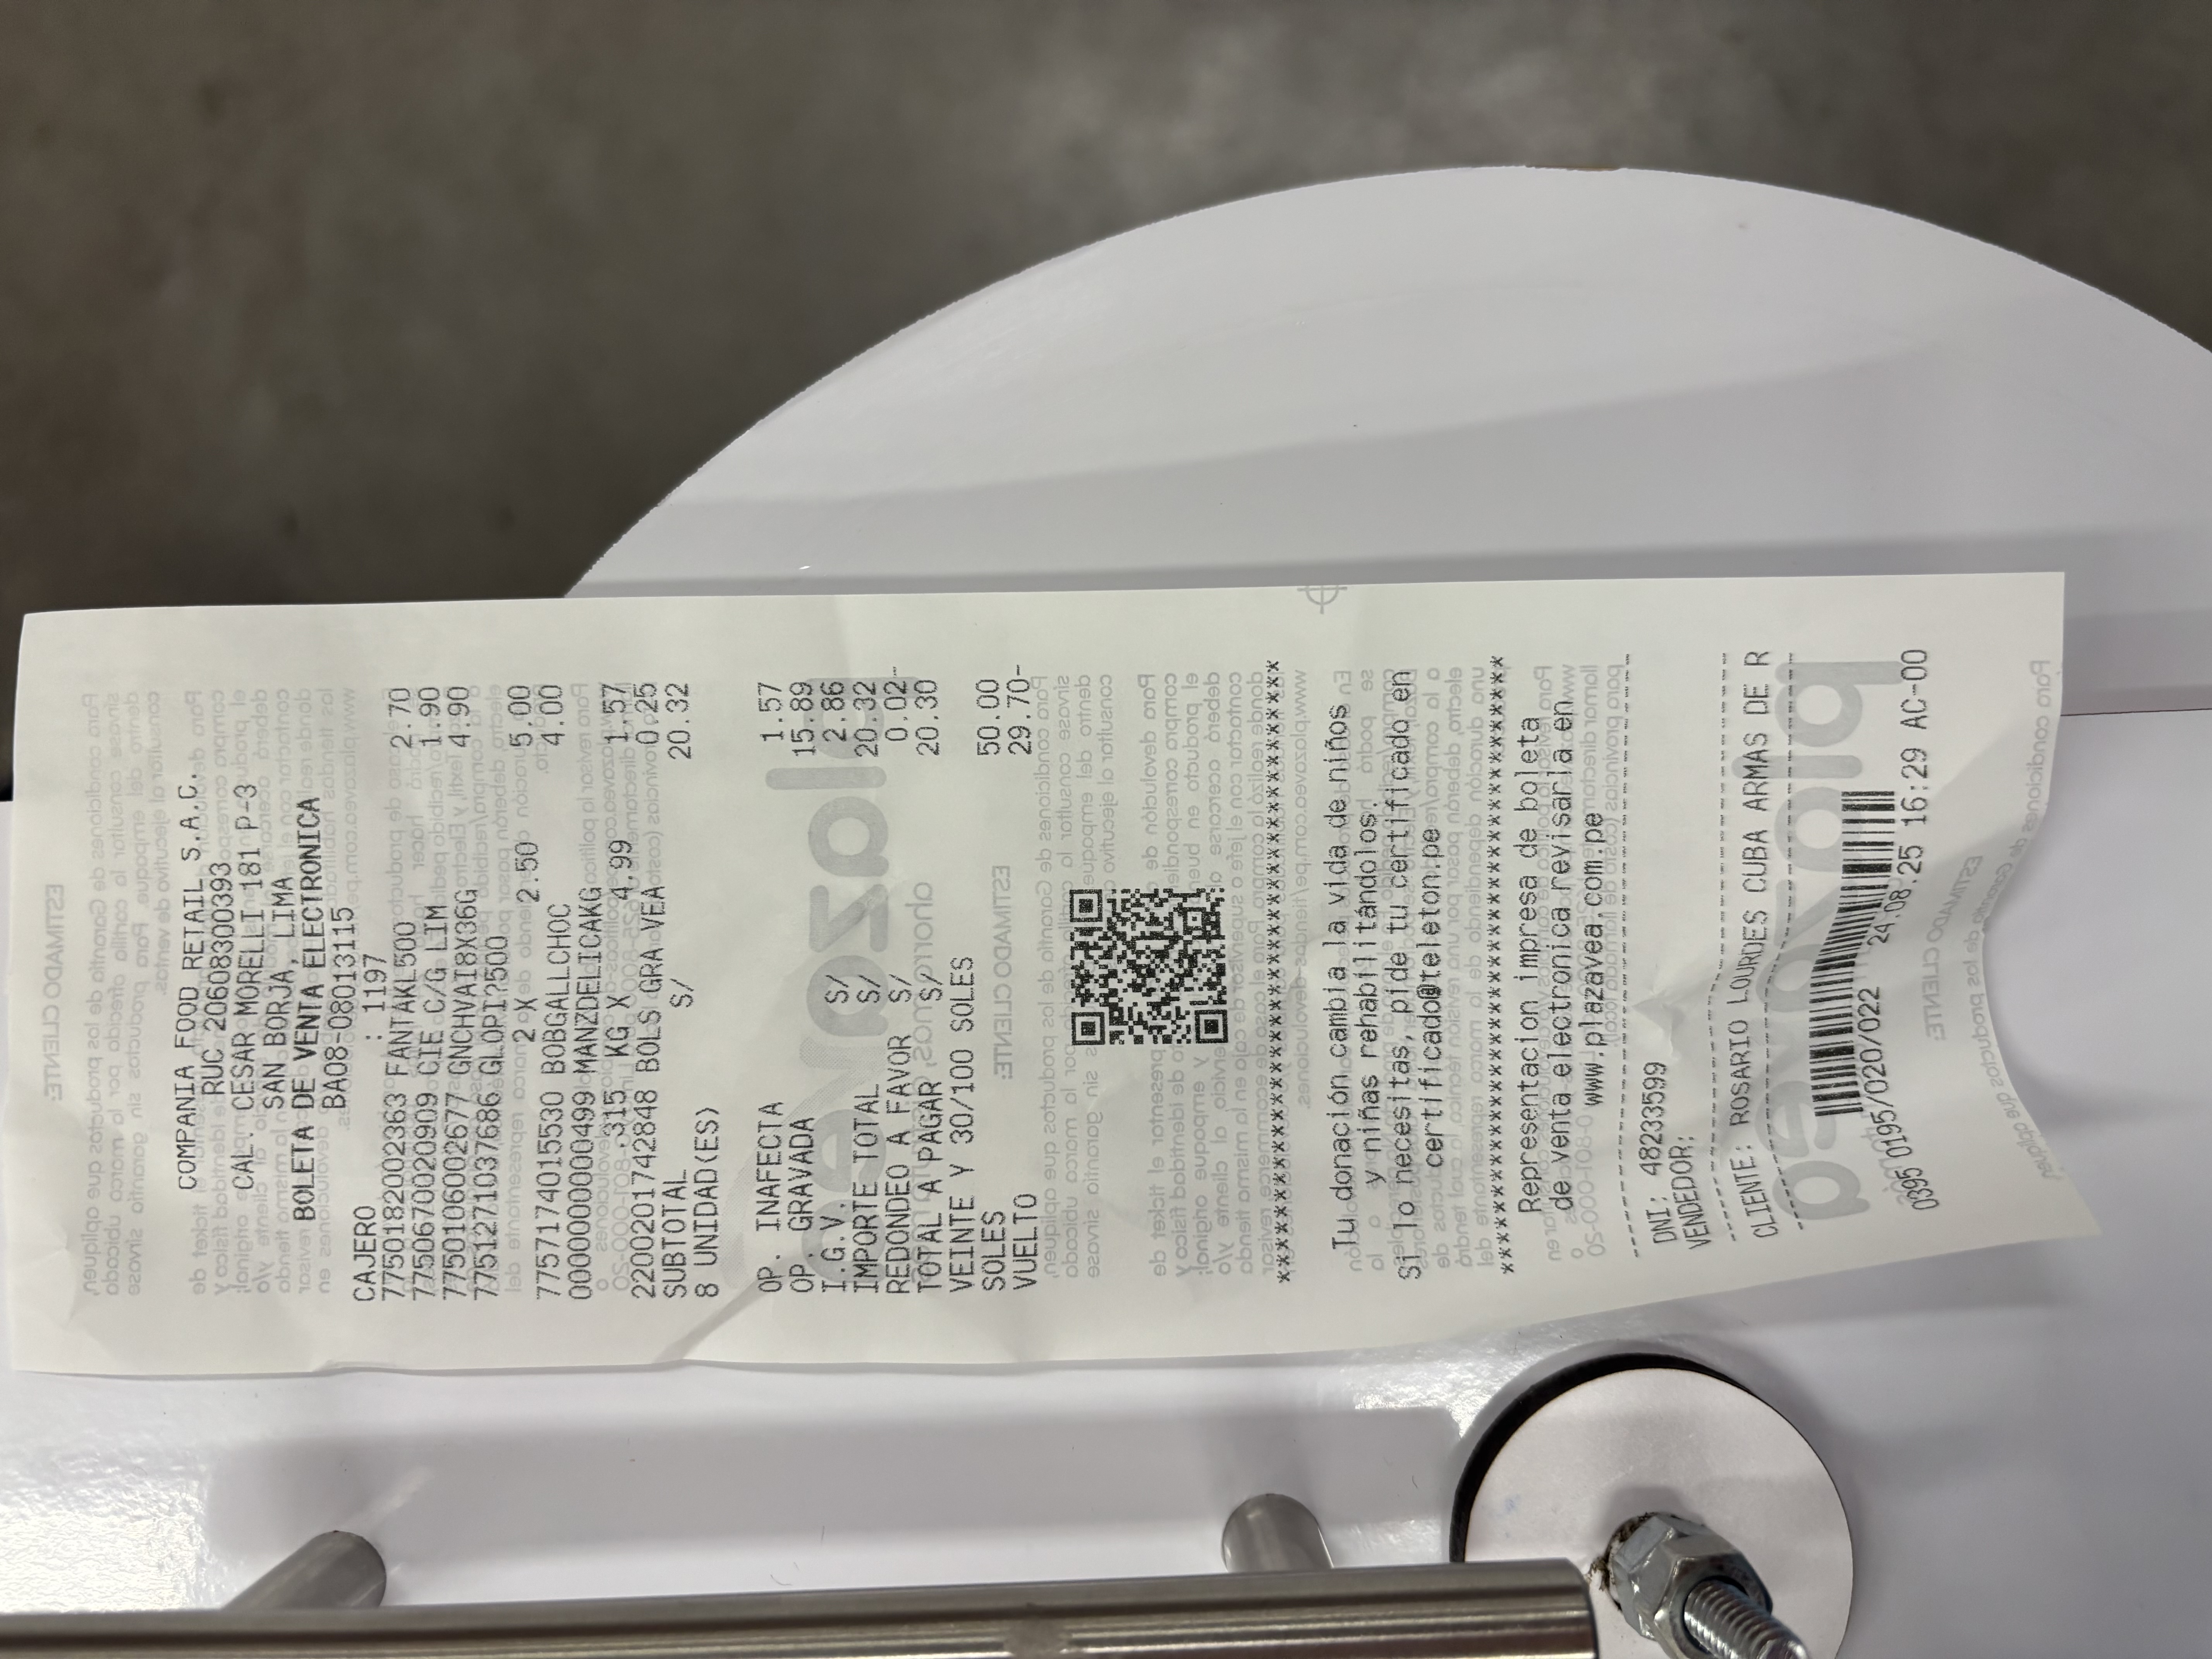 COMPANIA FOOD RETAIL S.A.C.
RUC 20608300393
CAL. CESAR MORELLI 181 P-3
SAN BORJA, LIMA
BOLETA DE VENTA ELECTRONICA
BA08-08013115
CAJERO : 1197
7750182002363 FANTAKL500 2.70
7750670020909 CIE C/G LIM 1.90
7750106002677 GNCHVAI8X36G 4.90
7751271037686 GLOPI?500
2 X 2.50 5.00
7757174015530 BOBGALLCHOC 4.00
0000000000499 MANZDELICAKG
.315 KG X 4.99 1.57
2200201742848 BOLS GRA VEA 0.25
SUBTOTAL S/ 20.32
8 UNIDAD(ES)
OP. INAFECTA 1.57
OP. GRAVADA 15.89
I.G.V. S/ 2.86
IMPORTE TOTAL S/ 20.32
REDONDEO A FAVOR S/ 0.02-
TOTAL A PAGAR S/ 20.30
VEINTE Y 30/100 SOLES
SOLES 50.00
VUELTO 29.70-
***************************************
Tu donación cambia la vida de niños
y niñas rehabilitándolos.
Si lo necesitas, pide tu certificado en
certificado@teleton.pe
***************************************
Representacion impresa de boleta
de venta electronica revisarla en
www.plazavea.com.pe
DNI: 48233599
VENDEDOR:
CLIENTE: ROSARIO LOURDES CUBA ARMAS DE R
0395 0195/020/022 24.08.25 16:29 AC-00